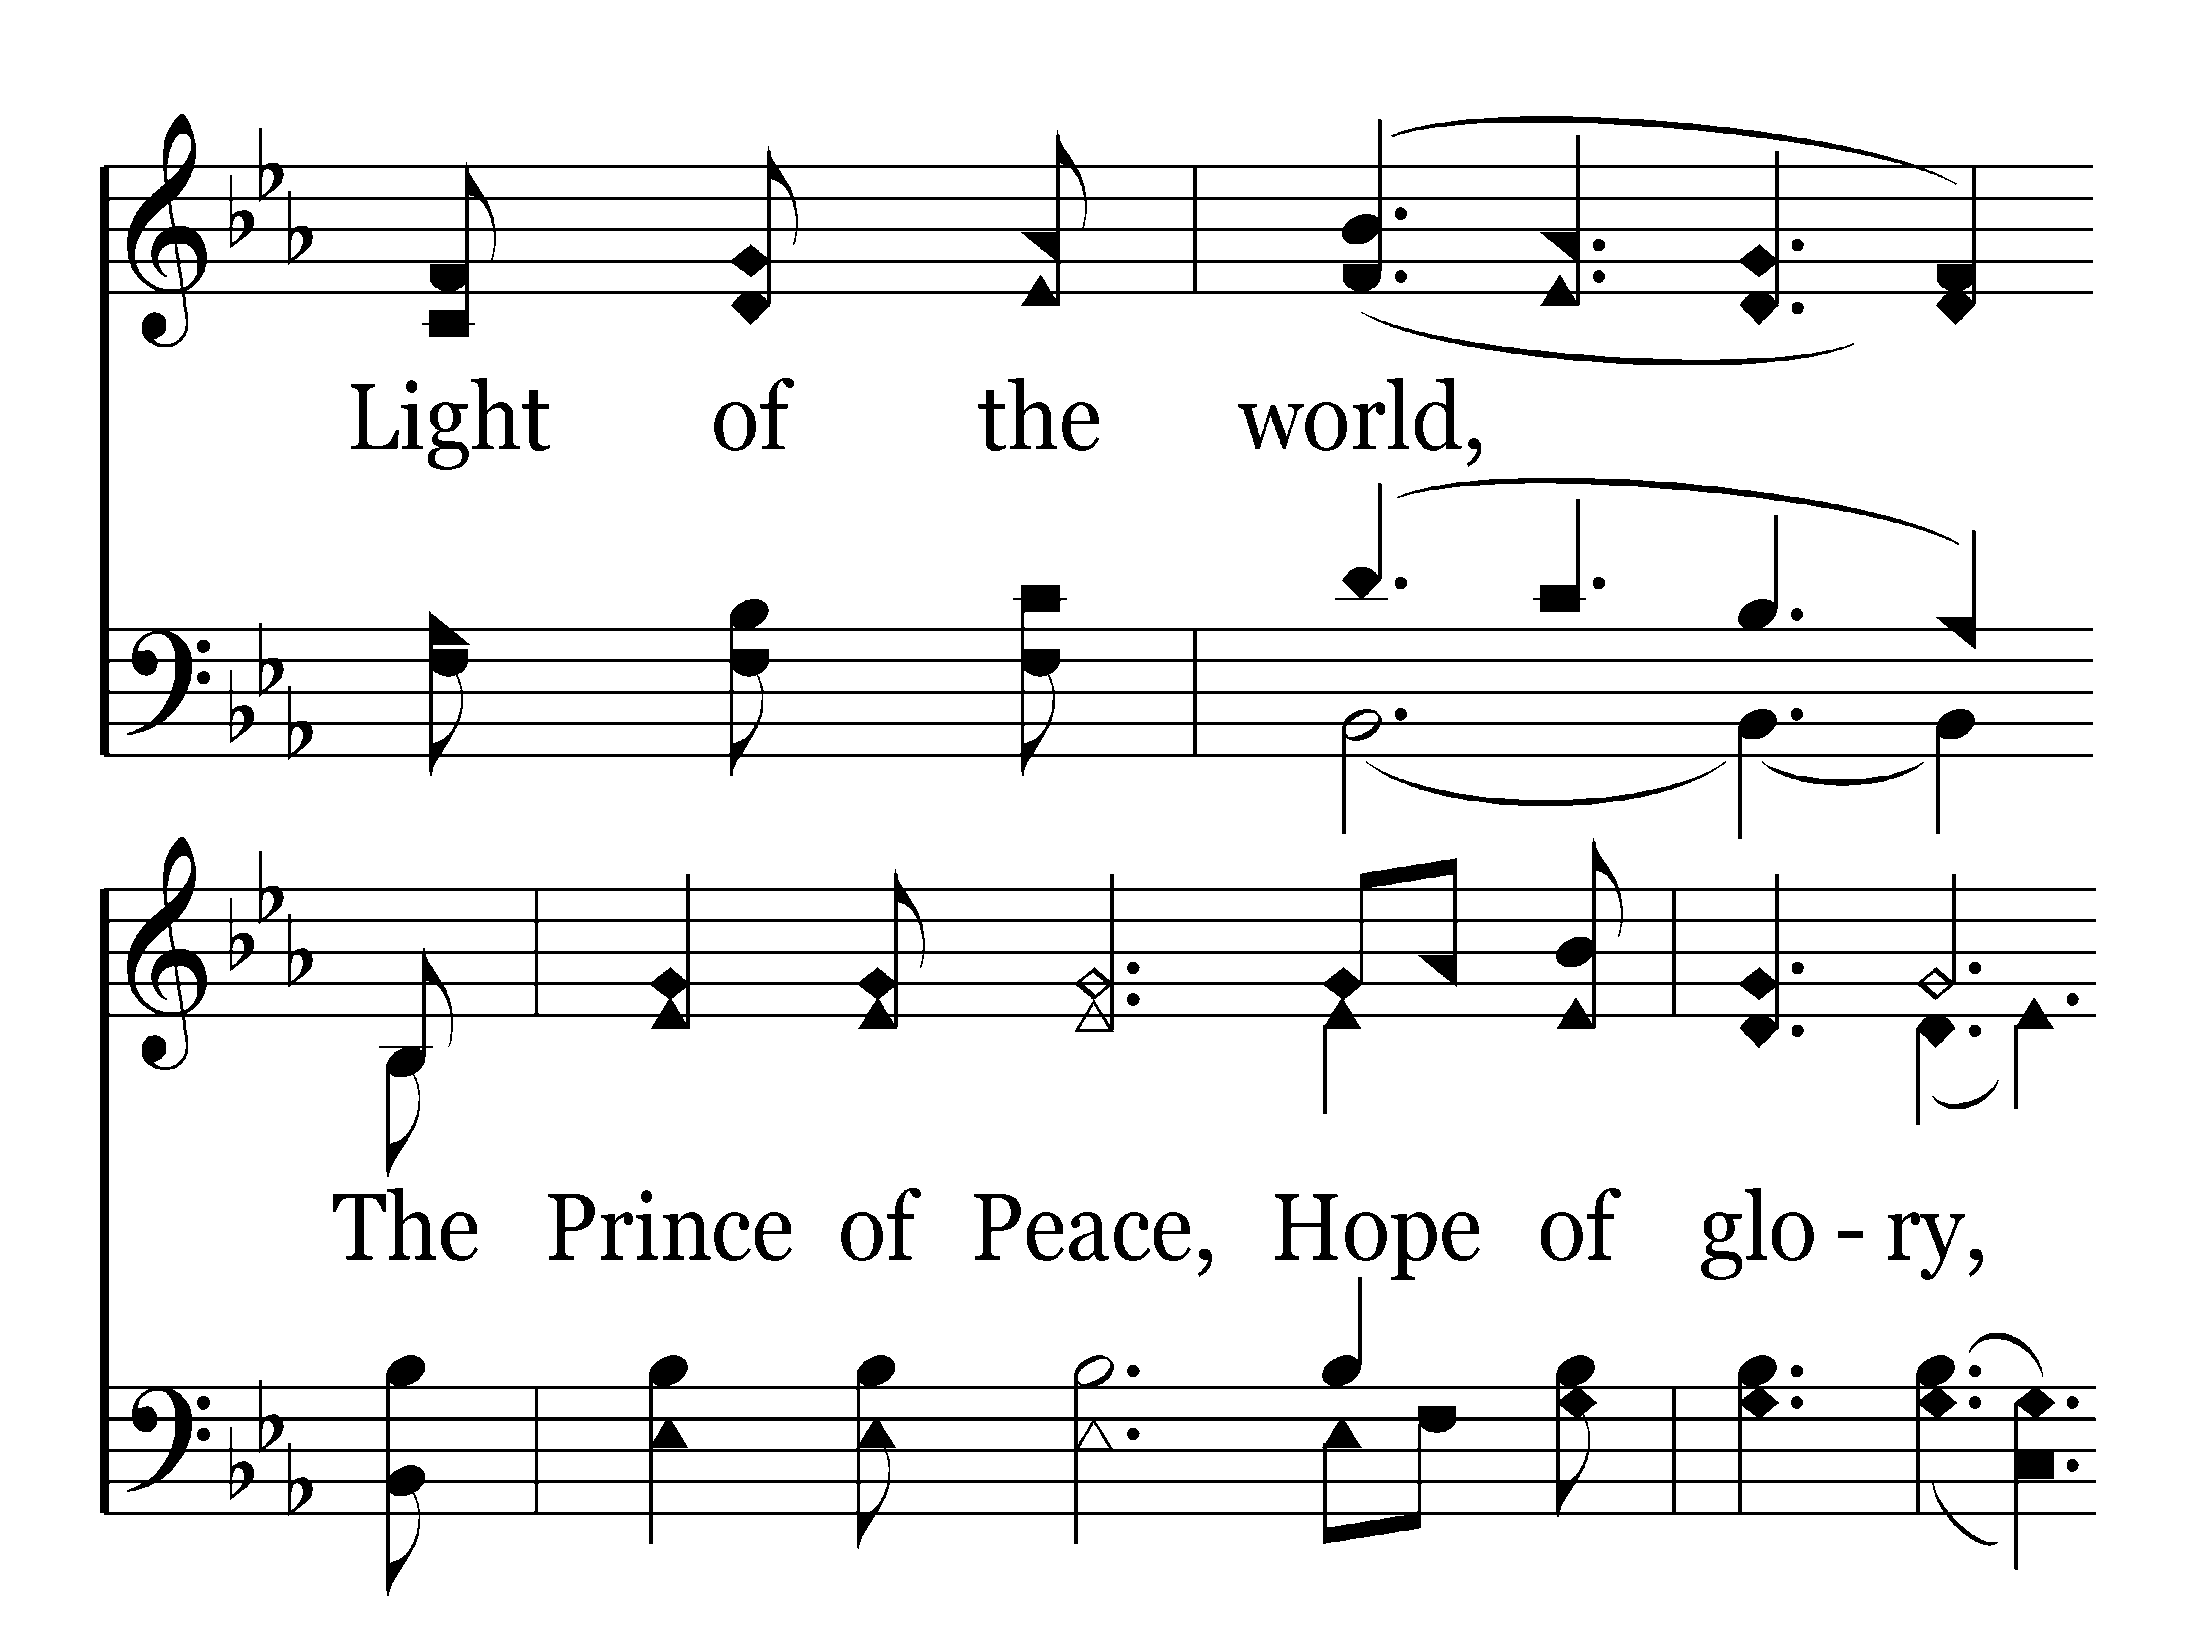 Light of the world,
The Prince of Peace, Hope of glo - ry,